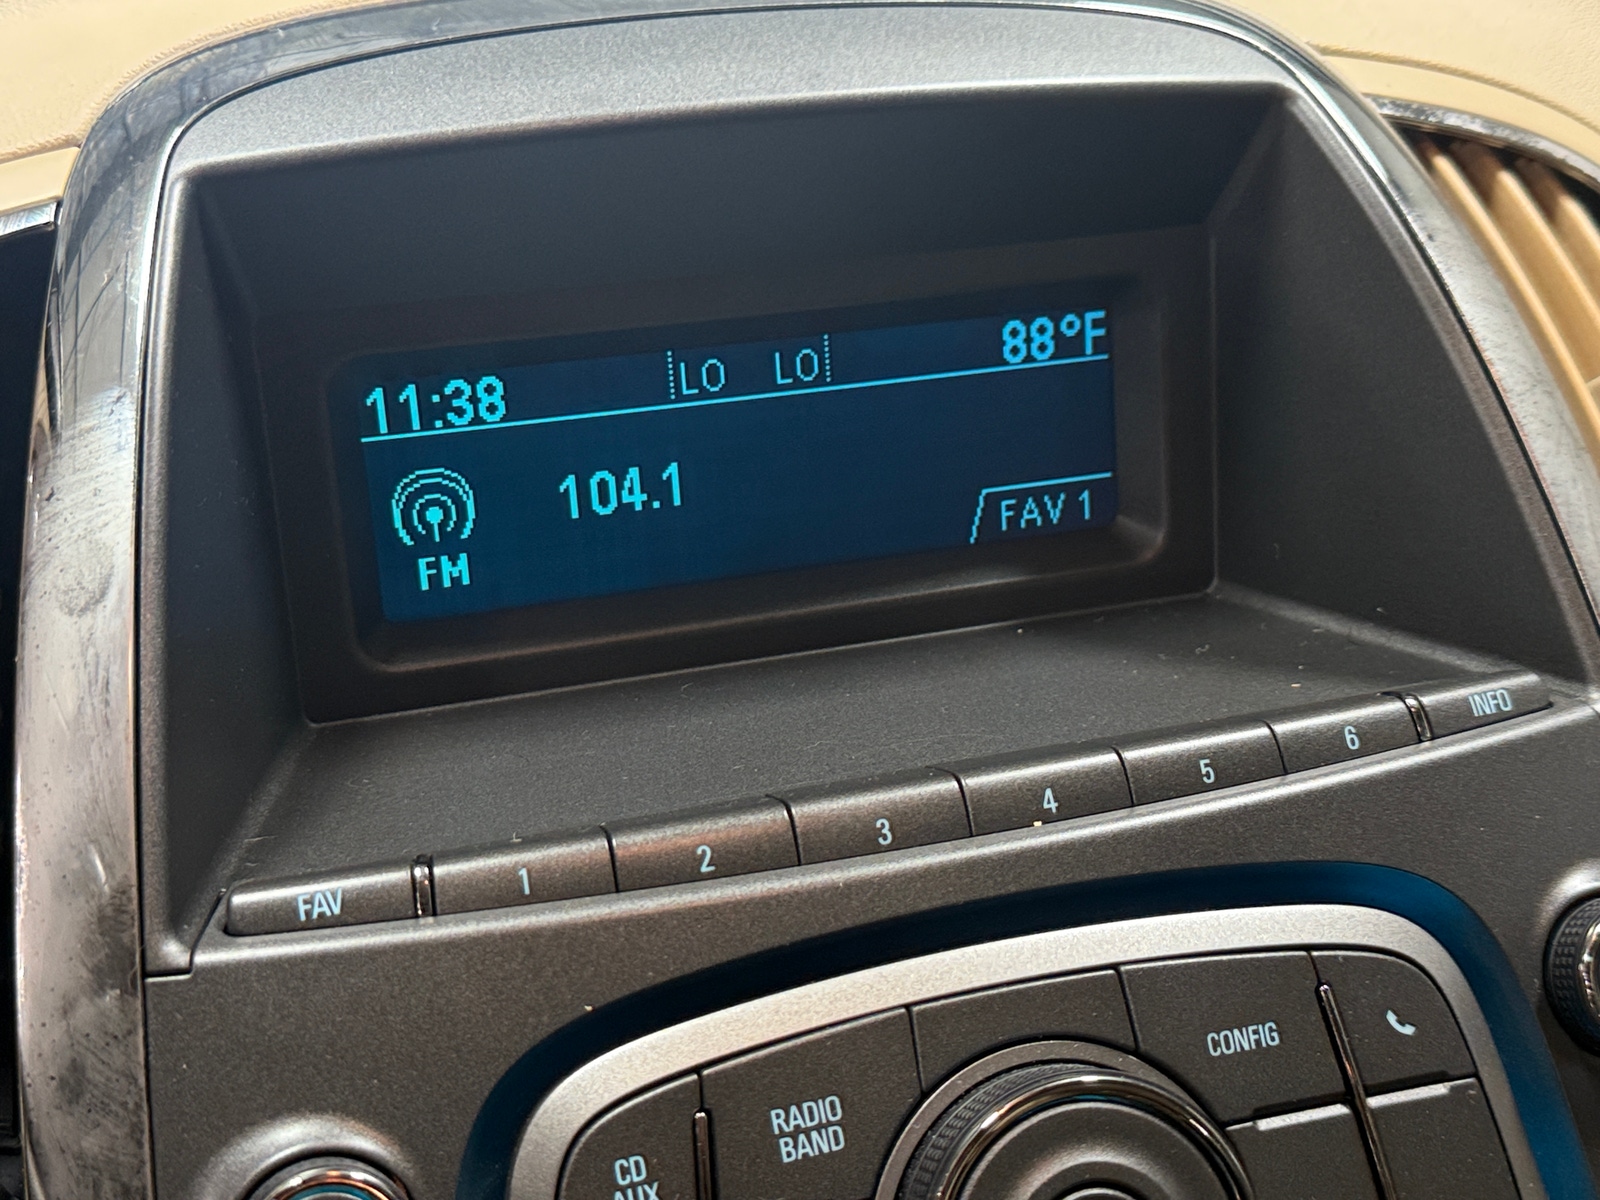 11:38 LO LO 88°F
104.1
FM
FAV 1
FAV 1 2 3 4 5 6 INFO
CONFIG
RADIO
BAND
CD
AUX